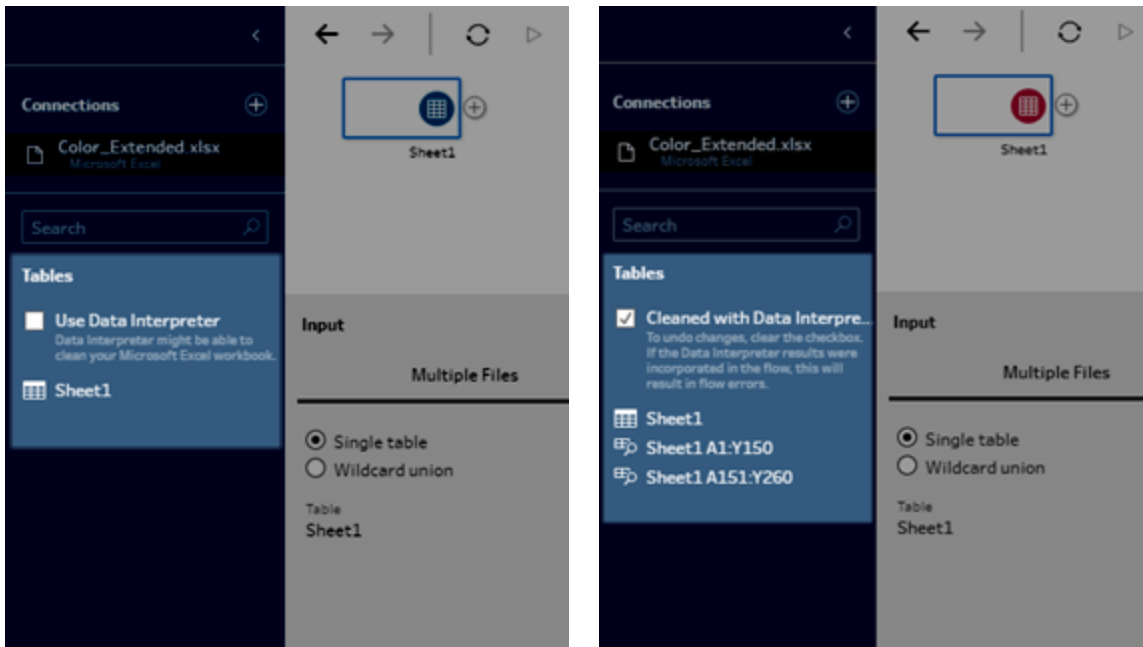 Connections
Color_Extended.xlsx
Microsoft Excel
Search
Tables
Use Data Interpreter
Data Interpreter might be able to
clean your Microsoft Excel workbook.
Sheet1
Sheet1
Input
Multiple Files
Single table
Wildcard union
Table
Sheet1
Connections
Color_Extended.xlsx
Microsoft Excel
Search
Tables
Cleaned with Data Interpre...
To undo changes, clear the checkbox.
If the Data Interpreter results were
incorporated in the flow, this will
result in flow errors.
Sheet1
Sheet1 A1:Y150
Sheet1 A151:Y260
Sheet1
Input
Multiple Files
Single table
Wildcard union
Table
Sheet1